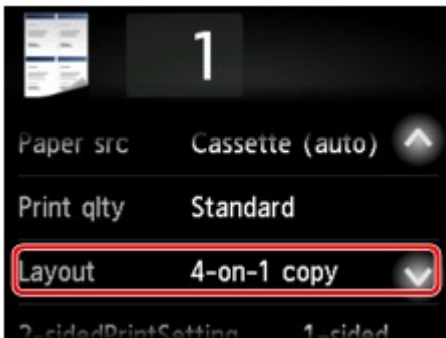 1
Paper src Cassette (auto)
Print qlty Standard
Layout 4-on-1 copy
2-sidedPrintSetting 1-sided